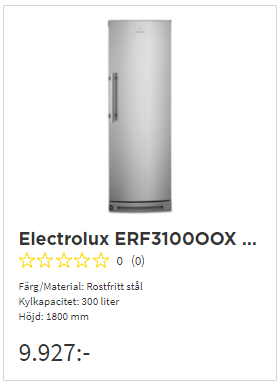 Electrolux ERF3100OOX ...
0 (0)
Färg/Material: Rostfritt stål
Kylkapacitet: 300 liter
Höjd: 1800 mm
9.927:-